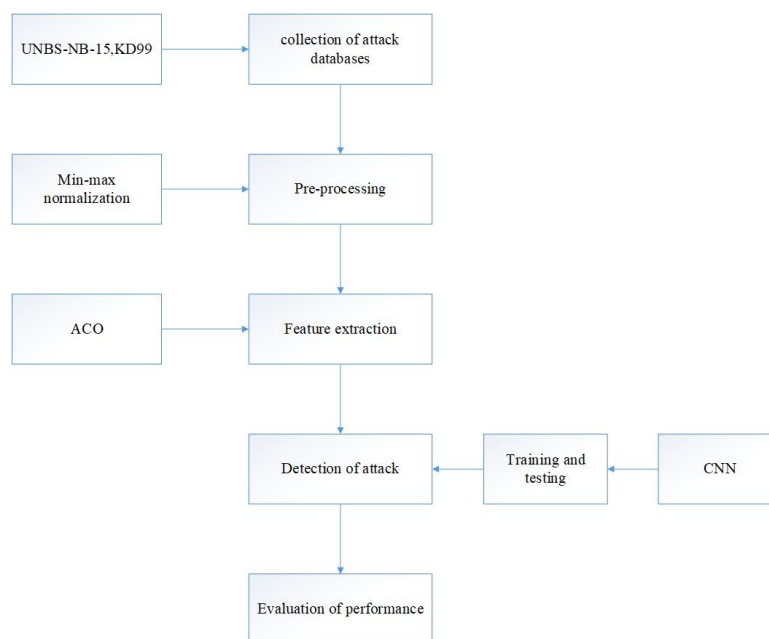 UNBS-NB-15,KD99
collection of attack
databases
Min-max
normalization
Pre-processing
ACO
Feature extraction
Detection of attack
Training and
testing
CNN
Evaluation of performance